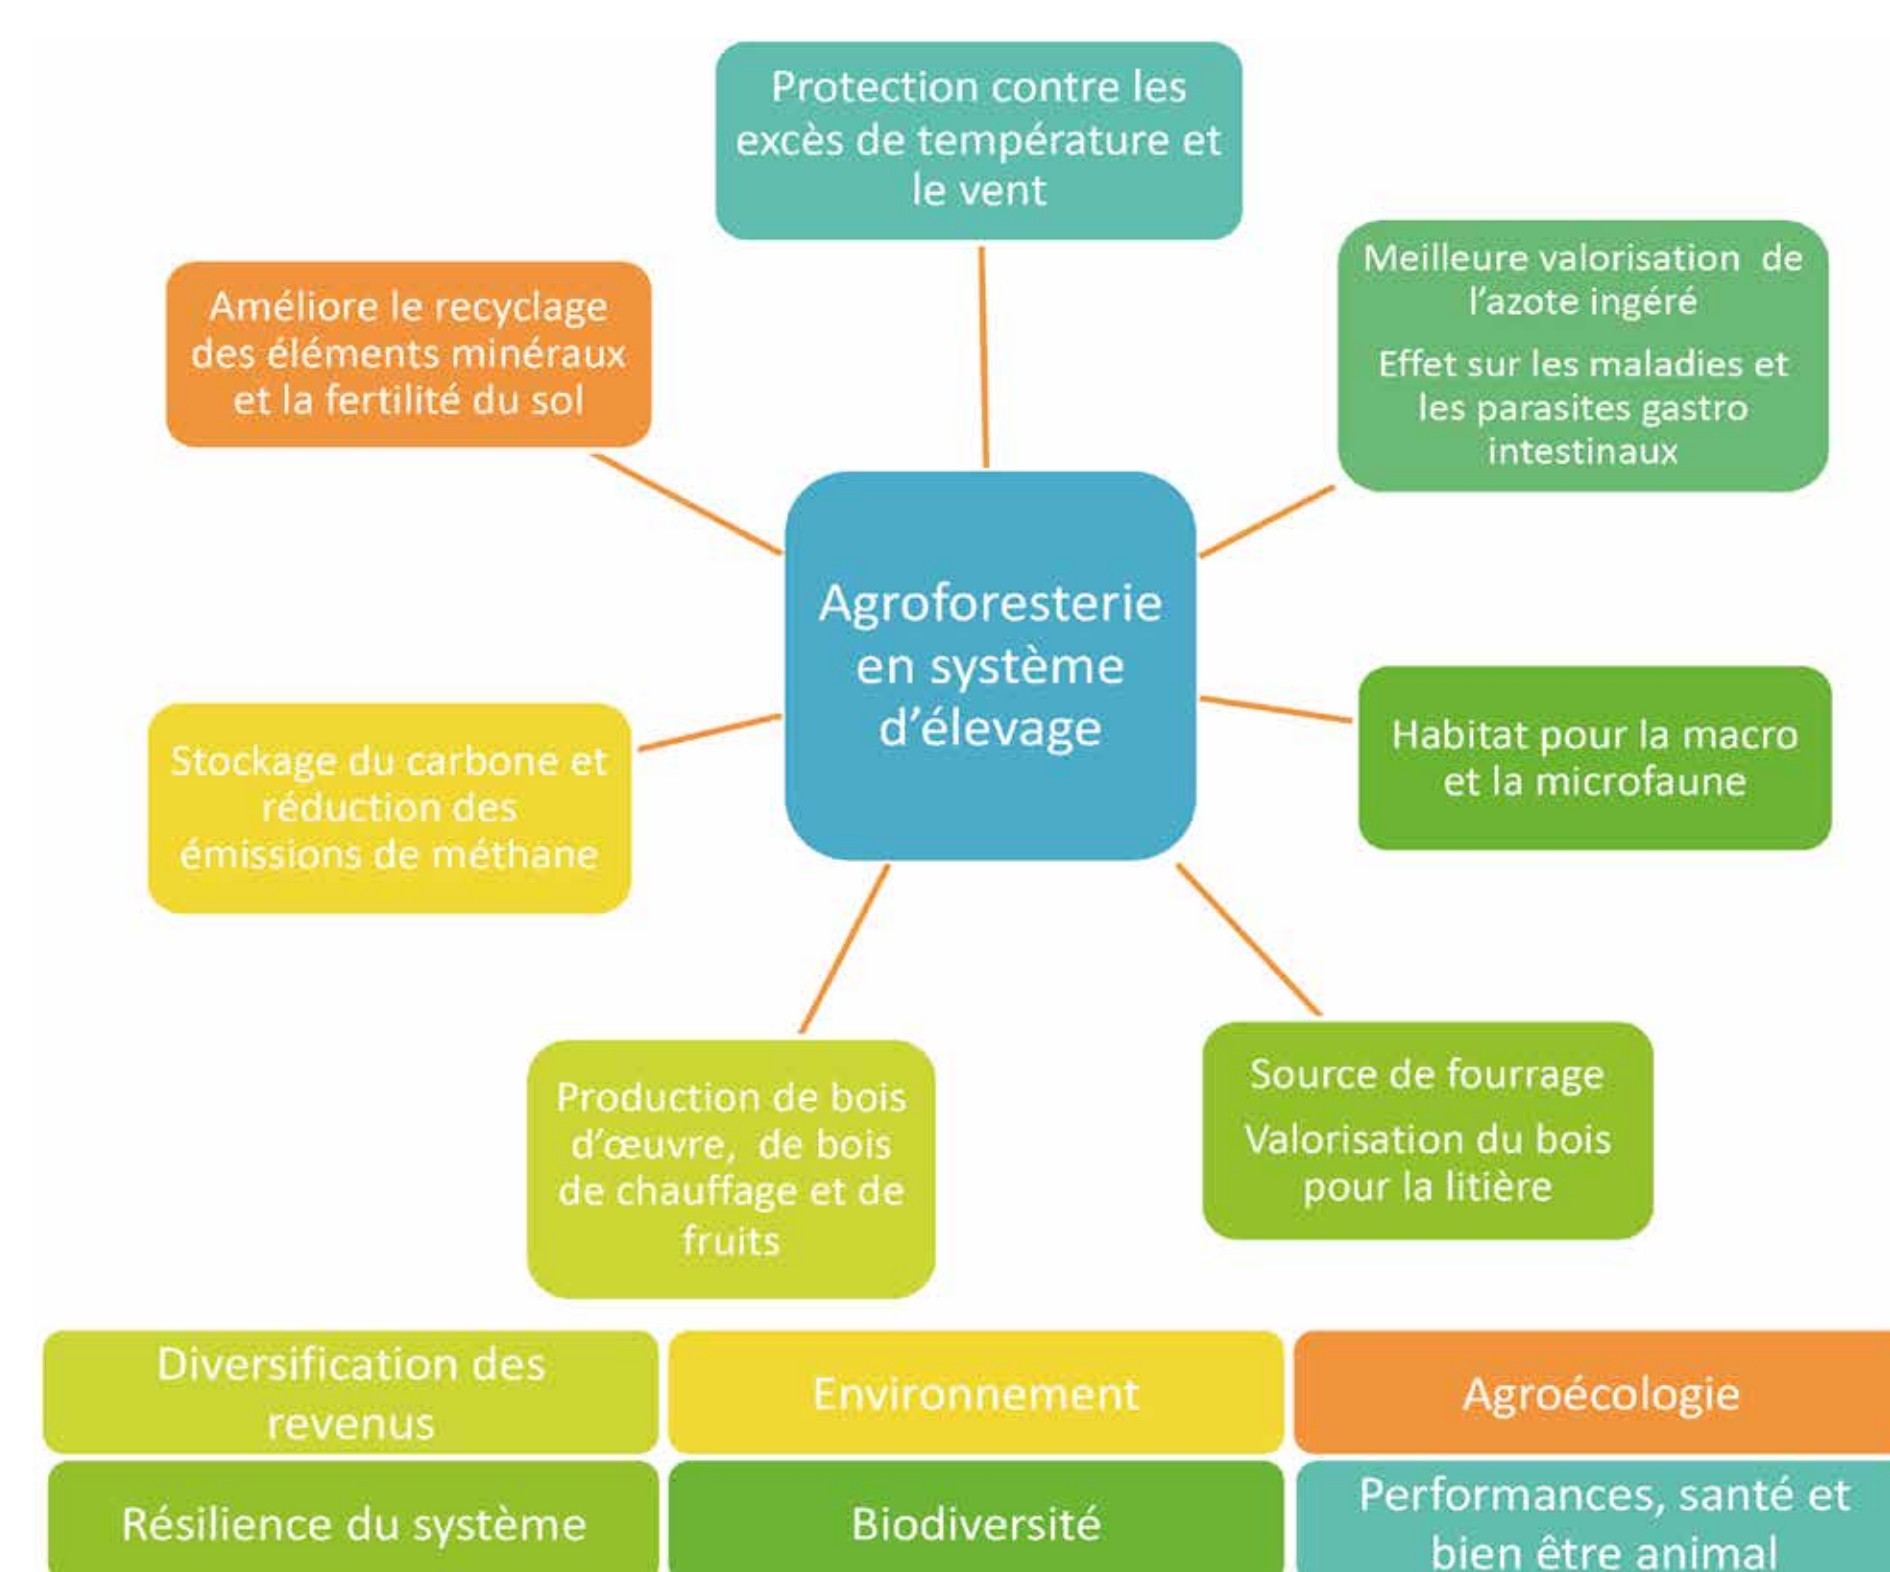 Protection contre les
excès de température et
le vent
Améliore le recyclage
des éléments minéraux
et la fertilité du sol
Meilleure valorisation de
l'azote ingéré
Effet sur les maladies et
les parasites gastro
intestinaux
Agroforesterie
en système
d'élevage
Stockage du carbone et
réduction des
émissions de méthane
Habitat pour la macro
et la microfaune
Production de bois
d'œuvre, de bois
de chauffage et de
fruits
Source de fourrage
Valorisation du bois
pour la litière
Diversification des
revenus
Environnement
Agroécologie
Résilience du système
Biodiversité
Performances, santé et
bien être animal